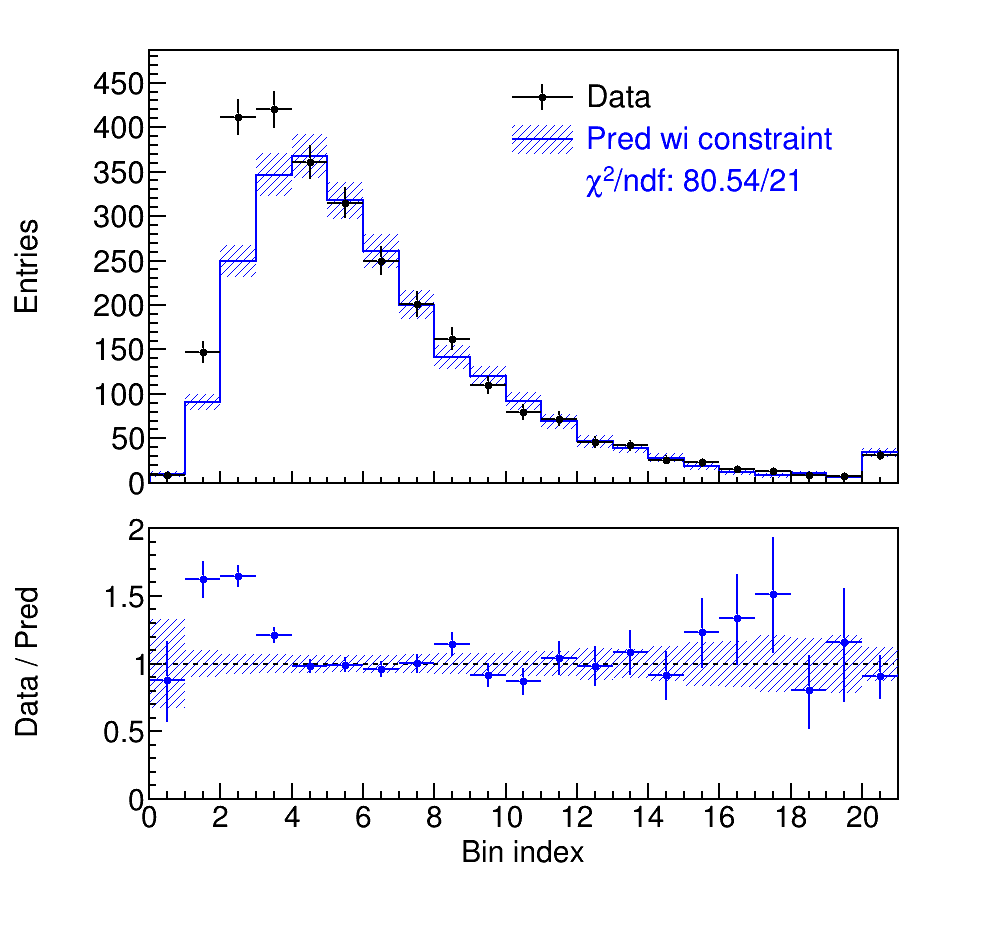 Entries
450
400
350
300
250
200
150
100
50
0
Data
Pred wi constraint
χ²/ndf: 80.54/21
Data / Pred
2
1.5
1
0.5
0
0 2 4 6 8 10 12 14 16 18 20
Bin index